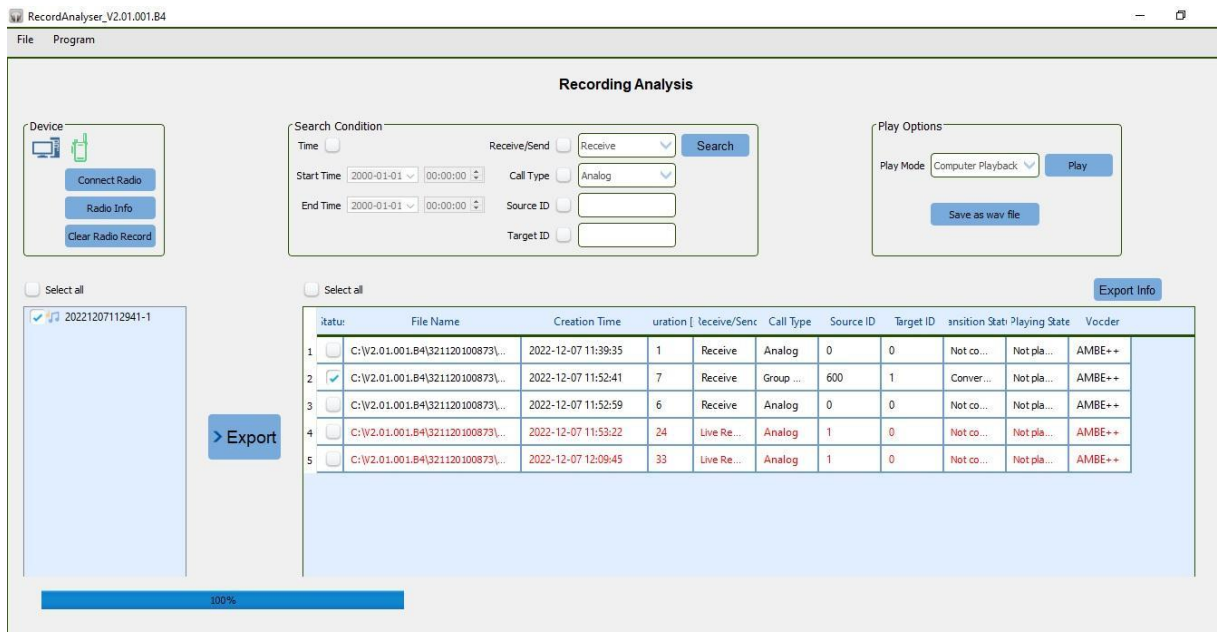 RecordAnalyser_V2.01.001.B4
File Program
Recording Analysis
Device
Connect Radio
Radio Info
Clear Radio Record
Search Condition
Time
Start Time 2000-01-01 00:00:00
End Time 2000-01-01 00:00:00
Receive/Send Receive Search
Call Type Analog
Source ID
Target ID
Play Options
Play Mode Computer Playback Play
Save as wav file
Select all
20221207112941-1
> Export
Select all
Export Info
Status File Name Creation Time uration [ Receive/Send Call Type Source ID Target ID ansition Stati Playing State Vocder
1 C:\V2.01.001.B4\321120100873\... 2022-12-07 11:39:35 1 Receive Analog 0 0 Not co... Not pla... AMBE++
2 C:\V2.01.001.B4\321120100873\... 2022-12-07 11:52:41 7 Receive Group ... 600 1 Conver... Not pla... AMBE++
3 C:\V2.01.001.B4\321120100873\... 2022-12-07 11:52:59 6 Receive Analog 0 0 Not co... Not pla... AMBE++
4 C:\V2.01.001.B4\321120100873\... 2022-12-07 11:53:22 24 Live Re... Analog 1 0 Not co... Not pla... AMBE++
5 C:\V2.01.001.B4\321120100873\... 2022-12-07 12:09:45 33 Live Re... Analog 1 0 Not co... Not pla... AMBE++
100%